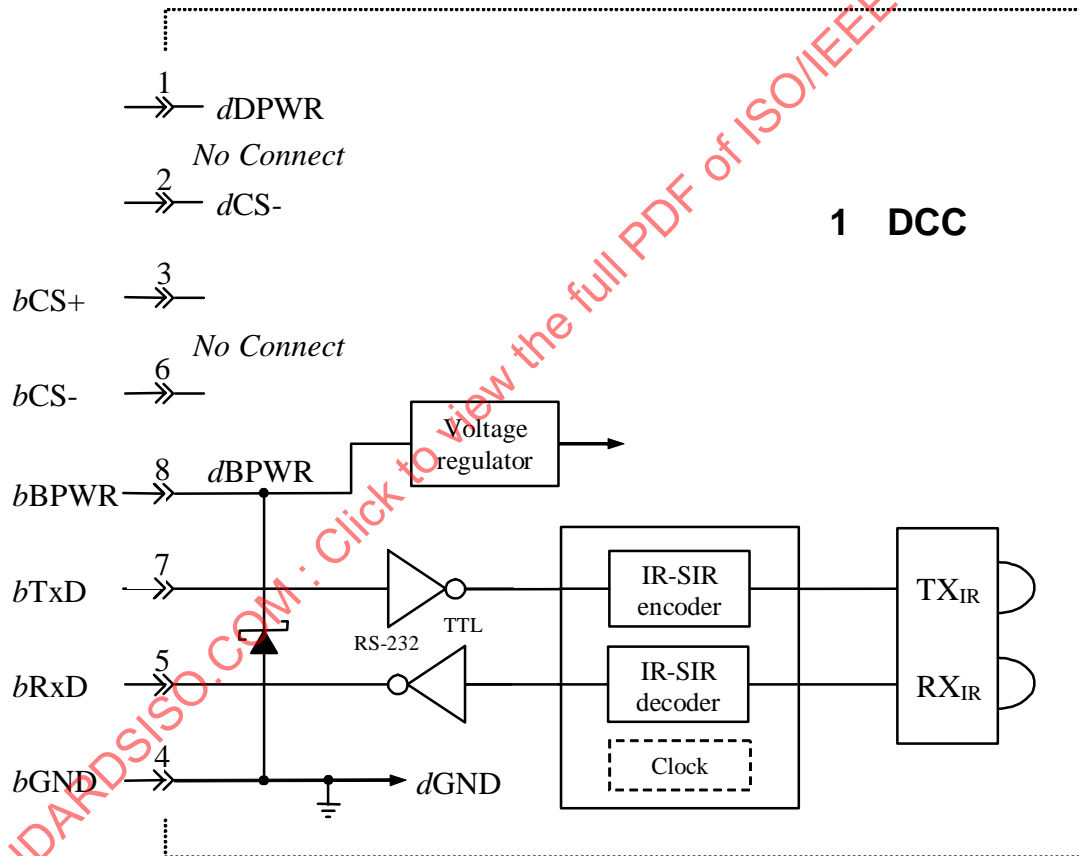 1
dDPWR
No Connect
2
dCS-
1 DCC
3
bCS+
No Connect
6
bCS-
Voltage
regulator
8
dBPWR
bBPWR
7
bTxD
IR-SIR
encoder
TXIR
RS-232
TTL
5
bRxD
IR-SIR
decoder
RXIR
4
bGND
dGND
Clock
NDARDSISO.COM : Click to view the full PDF of ISO/IEEE